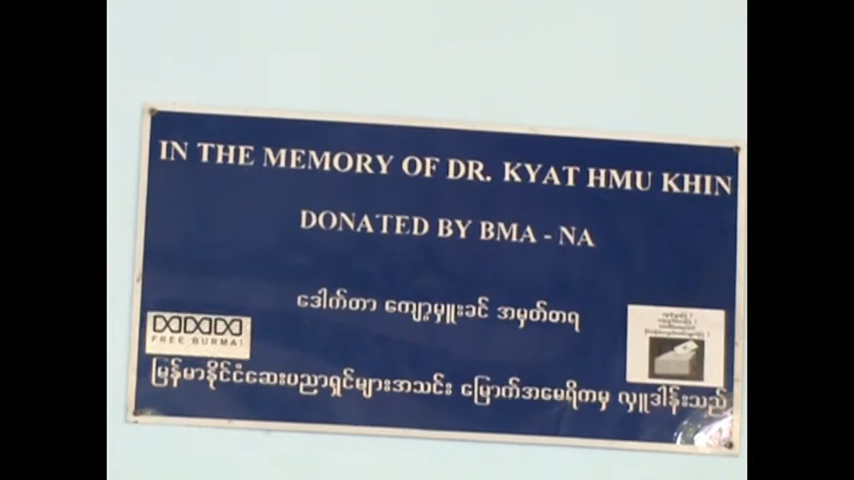 IN THE MEMORY OF DR. KYAT HMU KHIN
DONATED BY BMA - NA
ဒေါက်တာ ကျော့မှူးခင် အမှတ်တရ
FREE BURMA!
မြန်မာနိုင်ငံဆေးပညာရှင်များအသင်း မြောက်အမေရိကမှ လှူဒါန်းသည်